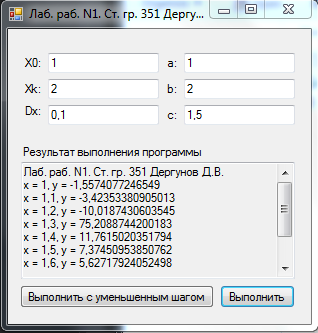 Лаб. раб. N1. Ст. гр. 351 Дергу...
X0: 1 a: 1
Xk: 2 b: 2
Dx: 0,1 c: 1,5
Результат выполнения программы
Лаб. раб. N1. Ст. гр. 351 Дергунов Д.В.
x = 1, y = -1,5574077246549
x = 1,1, y = -3,42353380905013
x = 1,2, y = -10,0187430603545
x = 1,3, y = 75,2088744200183
x = 1,4, y = 11,7615020351794
x = 1,5, y = 7,37450953850762
x = 1,6, y = 5,62717924052498
Выполнить с уменьшеным шагом Выполнить